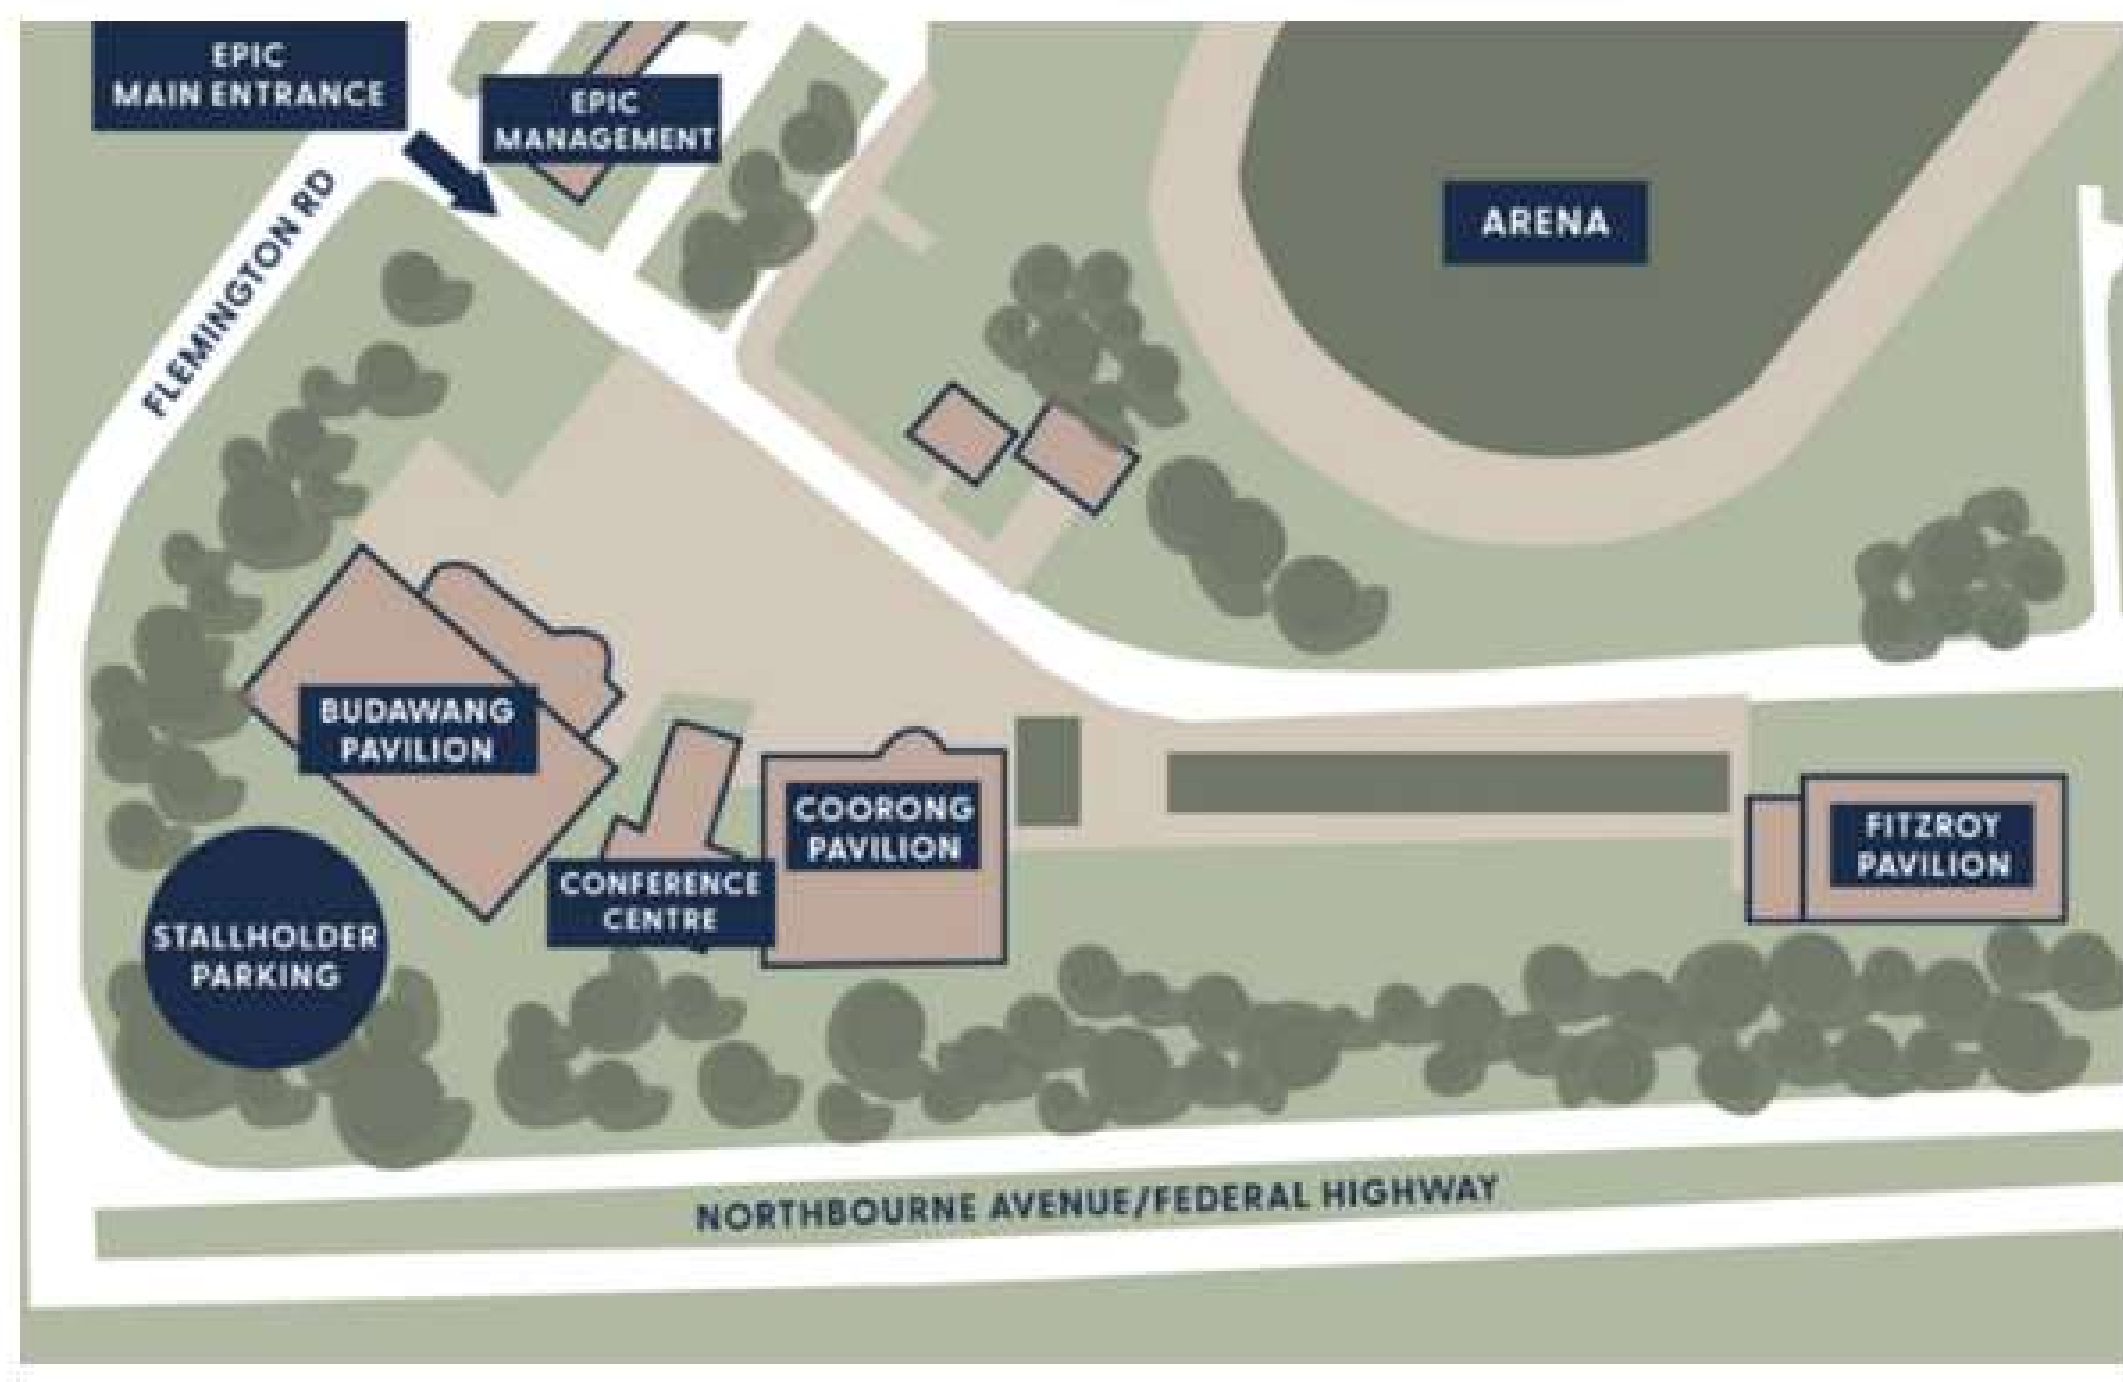 EPIC
MAIN ENTRANCE
EPIC
MANAGEMENT
FLEMINGTON RD
ARENA
BUDAWANG
PAVILION
COORONG
PAVILION
FITZROY
PAVILION
CONFERENCE
CENTRE
STALLHOLDER
PARKING
NORTHBOURNE AVENUE/FEDERAL HIGHWAY